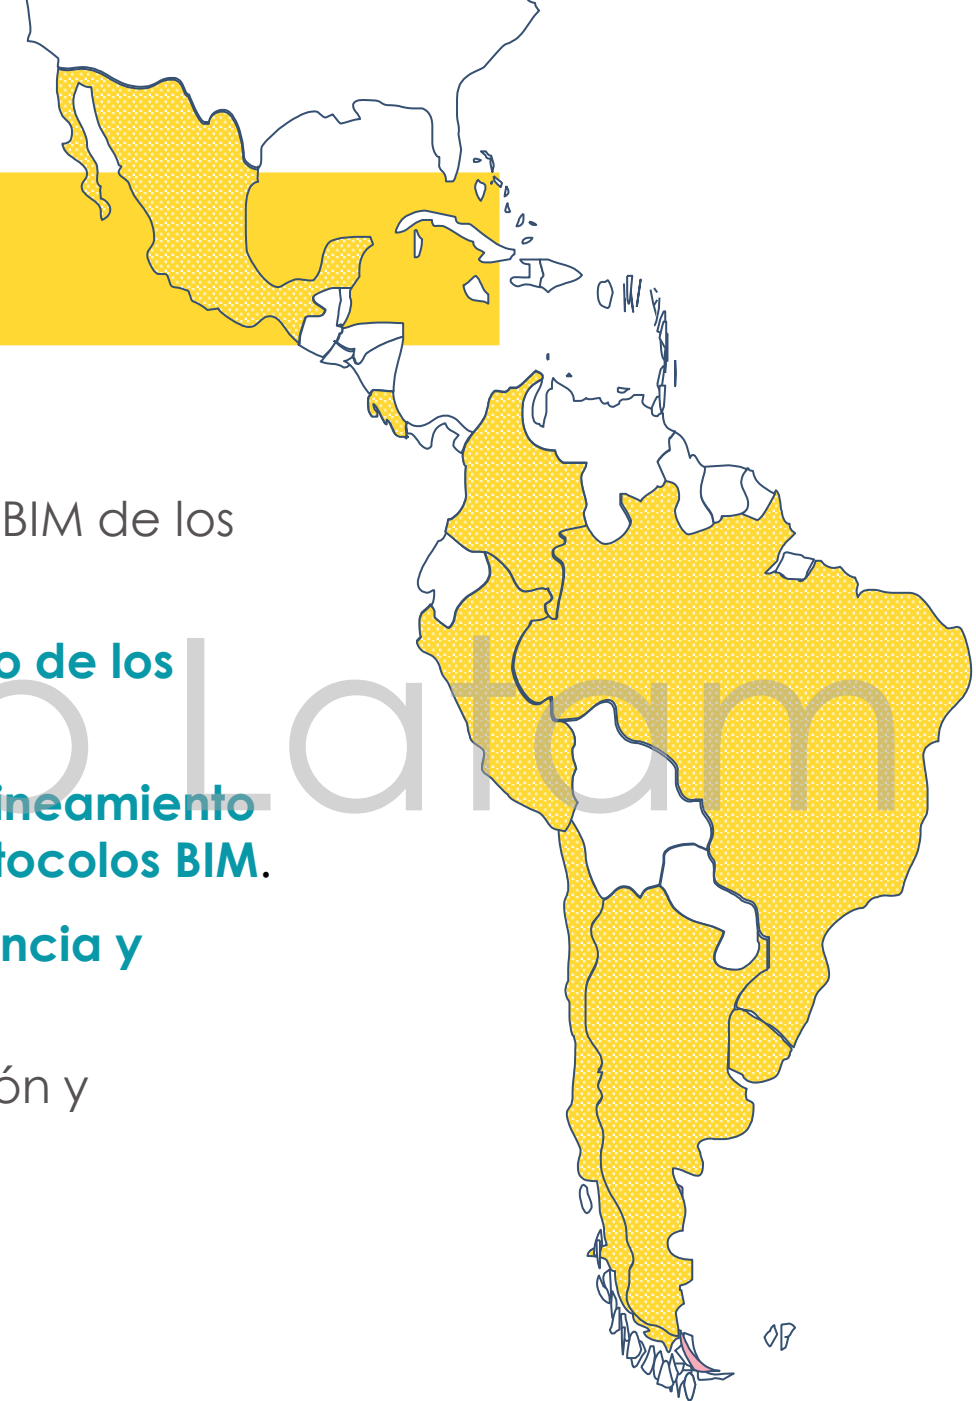 BIM de los
o de los
o Latam
ineamiento
tocolos BIM.
ncia y
ón y